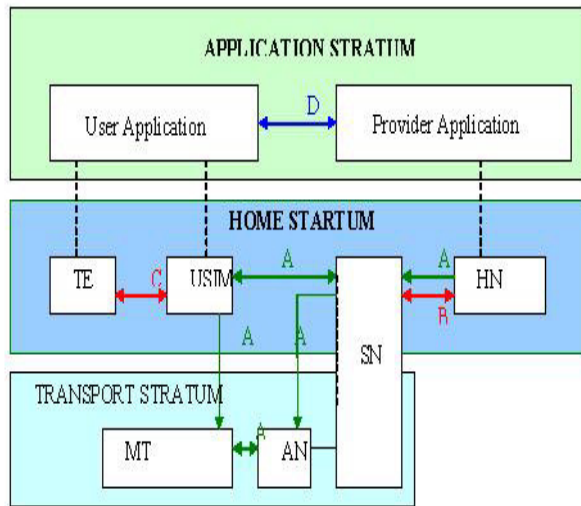 APPLICATION STRATUM
D
User Application
Provider Application
HOME STARTUM
A
A
TE
C
USIM
HN
B
A
A
SN
TRANSPORT STRATUM
A
MT
AN